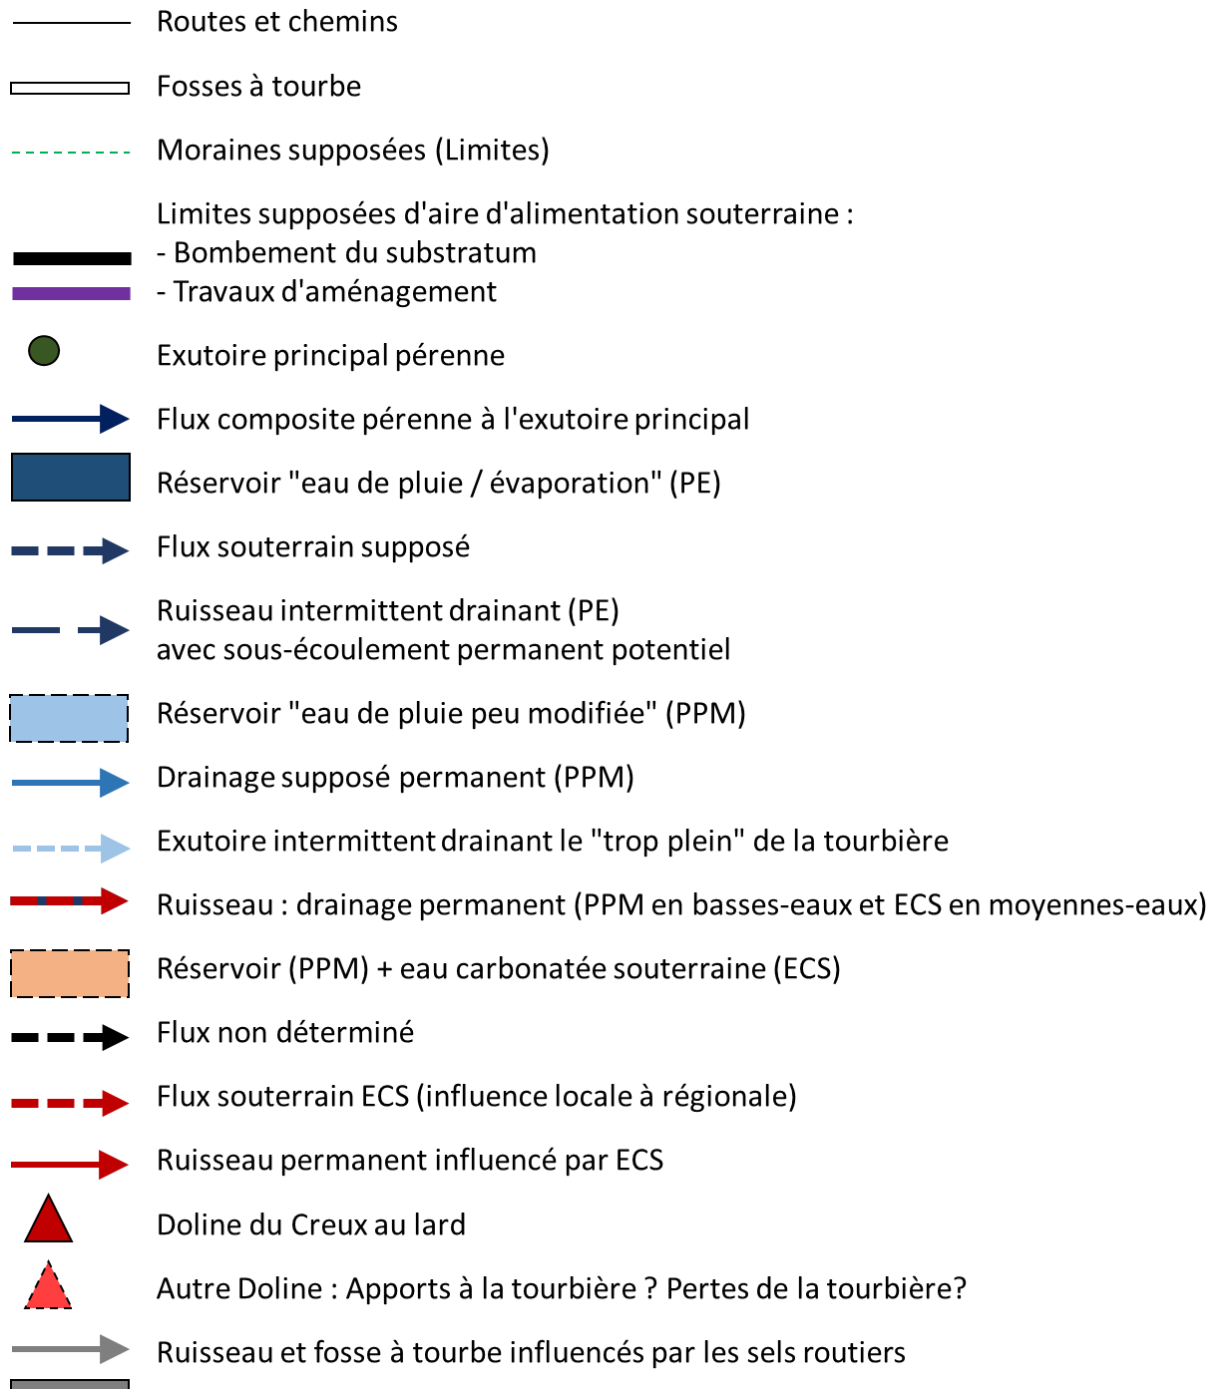 Routes et chemins
Fosses à tourbe
Moraines supposées (Limites)
Limites supposées d'aire d'alimentation souterraine :
- Bombement du substratum
- Travaux d'aménagement
Exutoire principal pérenne
Flux composite pérenne à l'exutoire principal
Réservoir "eau de pluie / évaporation" (PE)
Flux souterrain supposé
Ruisseau intermittent drainant (PE)
avec sous-écoulement permanent potentiel
Réservoir "eau de pluie peu modifiée" (PPM)
Drainage supposé permanent (PPM)
Exutoire intermittent drainant le "trop plein" de la tourbière
Ruisseau : drainage permanent (PPM en basses-eaux et ECS en moyennes-eaux)
Réservoir (PPM) + eau carbonatée souterraine (ECS)
Flux non déterminé
Flux souterrain ECS (influence locale à régionale)
Ruisseau permanent influencé par ECS
Doline du Creux au lard
Autre Doline : Apports à la tourbière ? Pertes de la tourbière?
Ruisseau et fosse à tourbe influencés par les sels routiers